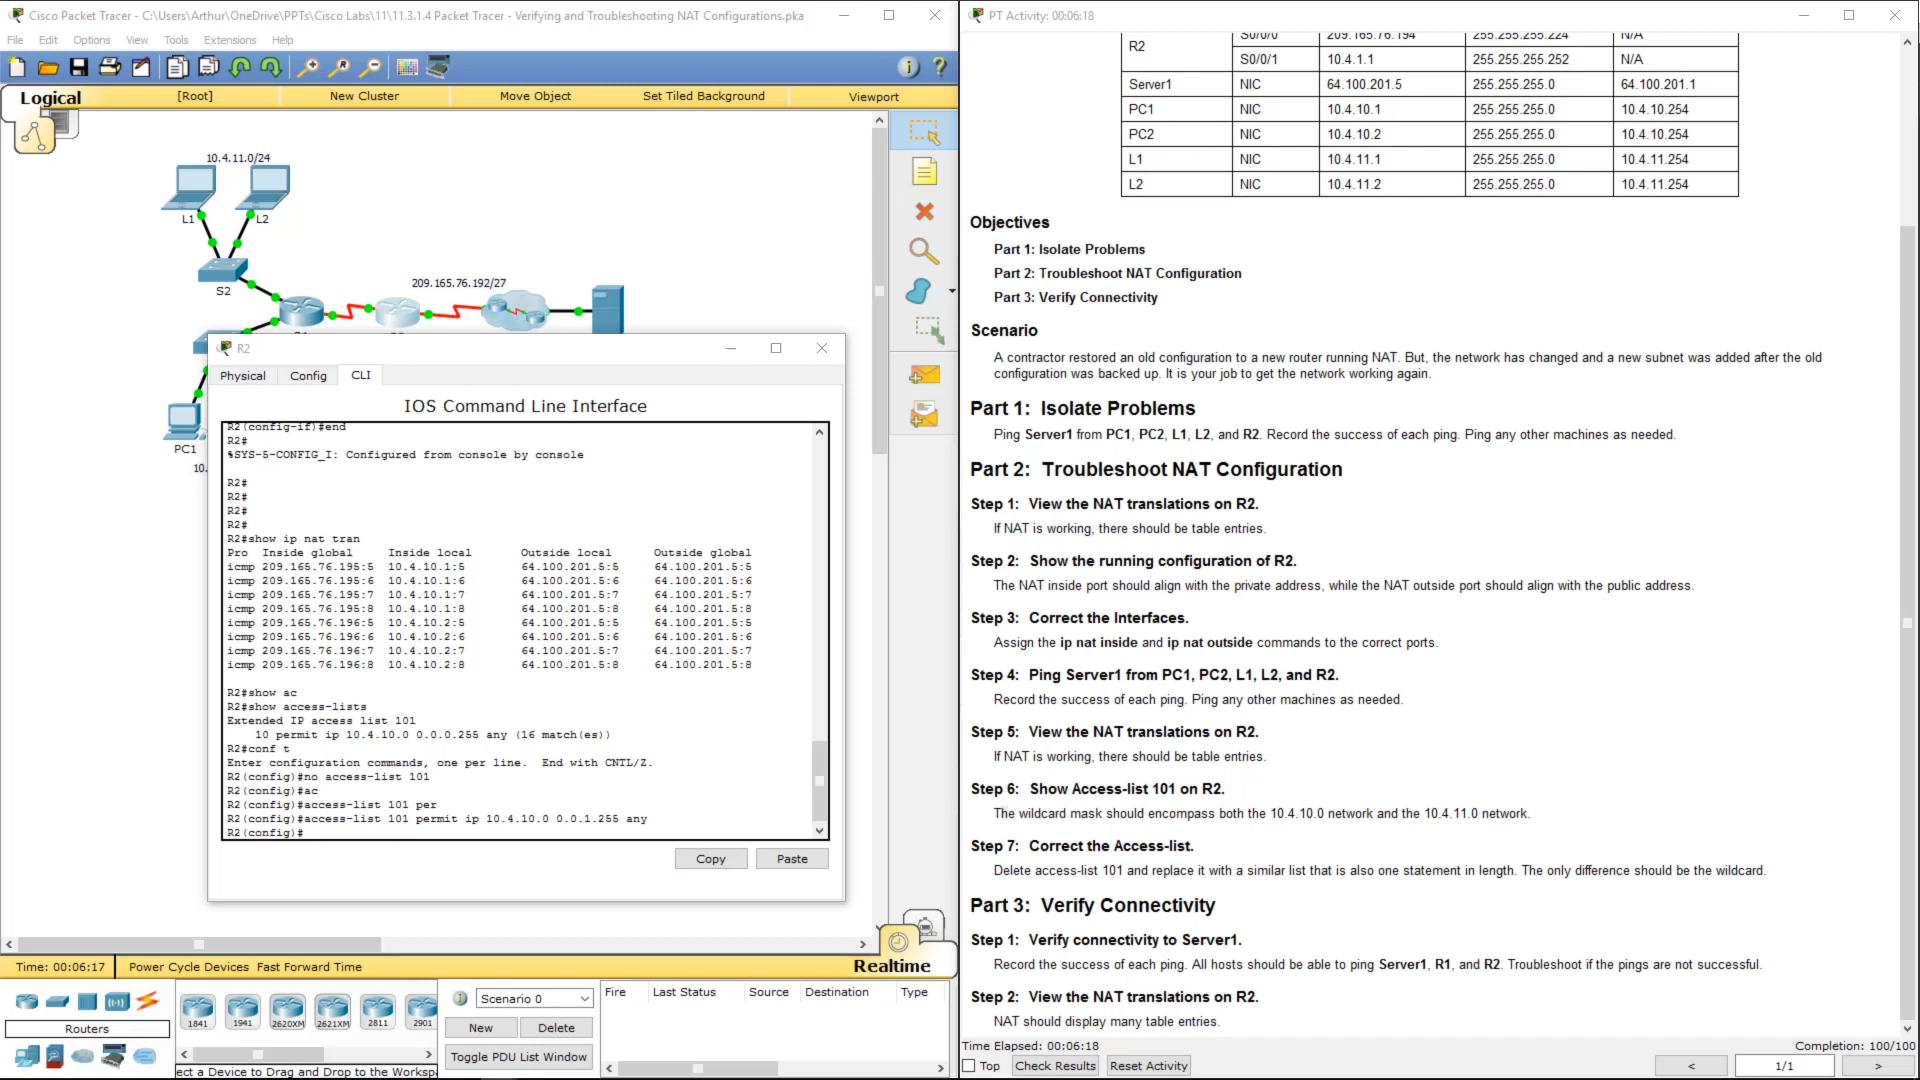 Cisco Packet Tracer - C:\Users\Arthur\OneDrive\PPTs\Cisco Labs\11\11.3.1.4 Packet Tracer - Verifying and Troubleshooting NAT Configurations.pka
File Edit Options View Tools Extensions Help
Logical [Root] New Cluster Move Object Set Tiled Background Viewport
10.4.11.0/24
L1 L2
S2
209.165.76.192/27
PC1
10.
R2
Physical Config CLI
IOS Command Line Interface
R2(config-if)#end
R2#
%SYS-5-CONFIG_I: Configured from console by console
R2#
R2#
R2#
R2#
R2#show ip nat tran
Pro Inside global Inside local Outside local Outside global
icmp 209.165.76.195:5 10.4.10.1:5 64.100.201.5:5 64.100.201.5:5
icmp 209.165.76.195:6 10.4.10.1:6 64.100.201.5:6 64.100.201.5:6
icmp 209.165.76.195:7 10.4.10.1:7 64.100.201.5:7 64.100.201.5:7
icmp 209.165.76.195:8 10.4.10.1:8 64.100.201.5:8 64.100.201.5:8
icmp 209.165.76.196:5 10.4.10.2:5 64.100.201.5:5 64.100.201.5:5
icmp 209.165.76.196:6 10.4.10.2:6 64.100.201.5:6 64.100.201.5:6
icmp 209.165.76.196:7 10.4.10.2:7 64.100.201.5:7 64.100.201.5:7
icmp 209.165.76.196:8 10.4.10.2:8 64.100.201.5:8 64.100.201.5:8
R2#show ac
R2#show access-lists
Extended IP access list 101
10 permit ip 10.4.10.0 0.0.0.255 any (16 match(es))
R2#conf t
Enter configuration commands, one per line. End with CNTL/Z.
R2(config)#no access-list 101
R2(config)#ac
R2(config)#access-list 101 per
R2(config)#access-list 101 permit ip 10.4.10.0 0.0.1.255 any
R2(config)#
Copy Paste
Time: 00:06:17 Power Cycle Devices Fast Forward Time Realtime
Routers
1841 1941 2620XM 2621XM 2811 2901
ect a Device to Drag and Drop to the Workspa
Scenario 0
New Delete
Toggle PDU List Window
Fire Last Status Source Destination Type
PT Activity: 00:06:18
R2 S0/0/0 209.165.76.194 255.255.255.224 N/A
S0/0/1 10.4.1.1 255.255.255.252 N/A
Server1 NIC 64.100.201.5 255.255.255.0 64.100.201.1
PC1 NIC 10.4.10.1 255.255.255.0 10.4.10.254
PC2 NIC 10.4.10.2 255.255.255.0 10.4.10.254
L1 NIC 10.4.11.1 255.255.255.0 10.4.11.254
L2 NIC 10.4.11.2 255.255.255.0 10.4.11.254
Objectives
Part 1: Isolate Problems
Part 2: Troubleshoot NAT Configuration
Part 3: Verify Connectivity
Scenario
A contractor restored an old configuration to a new router running NAT. But, the network has changed and a new subnet was added after the old
configuration was backed up. It is your job to get the network working again.
Part 1: Isolate Problems
Ping Server1 from PC1, PC2, L1, L2, and R2. Record the success of each ping. Ping any other machines as needed.
Part 2: Troubleshoot NAT Configuration
Step 1: View the NAT translations on R2.
If NAT is working, there should be table entries.
Step 2: Show the running configuration of R2.
The NAT inside port should align with the private address, while the NAT outside port should align with the public address.
Step 3: Correct the Interfaces.
Assign the ip nat inside and ip nat outside commands to the correct ports.
Step 4: Ping Server1 from PC1, PC2, L1, L2, and R2.
Record the success of each ping. Ping any other machines as needed.
Step 5: View the NAT translations on R2.
If NAT is working, there should be table entries.
Step 6: Show Access-list 101 on R2.
The wildcard mask should encompass both the 10.4.10.0 network and the 10.4.11.0 network.
Step 7: Correct the Access-list.
Delete access-list 101 and replace it with a similar list that is also one statement in length. The only difference should be the wildcard.
Part 3: Verify Connectivity
Step 1: Verify connectivity to Server1.
Record the success of each ping. All hosts should be able to ping Server1, R1, and R2. Troubleshoot if the pings are not successful.
Step 2: View the NAT translations on R2.
NAT should display many table entries.
Time Elapsed: 00:06:18 Completion: 100/100
Top Check Results Reset Activity < 1/1 >